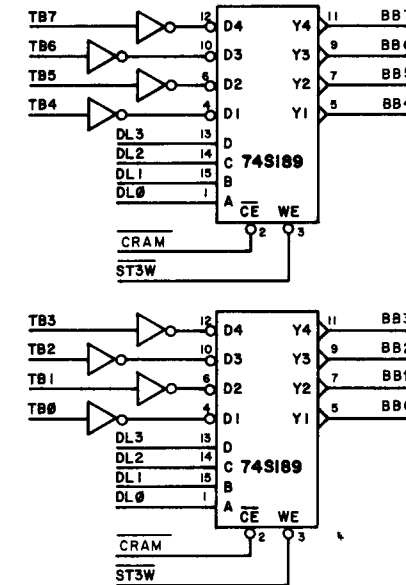 TB7 12 D4 Y4 11 BB7
TB6 10 D3 Y3 9 BB6
TB5 6 D2 Y2 7 BB5
TB4 4 D1 Y1 5 BB4
DL3 13 D
DL2 14 C 74S189
DL1 15 B
DLØ 1 A
CE WE
2 3
CRAM
ST3W
TB3 12 D4 Y4 11 BB3
TB2 10 D3 Y3 9 BB2
TB1 6 D2 Y2 7 BB1
TBØ 4 D1 Y1 5
DL3 13 D
DL2 14 C 74S189
DL1 15 B
DLØ 1 A
CE WE
2 3
CRAM
ST3W